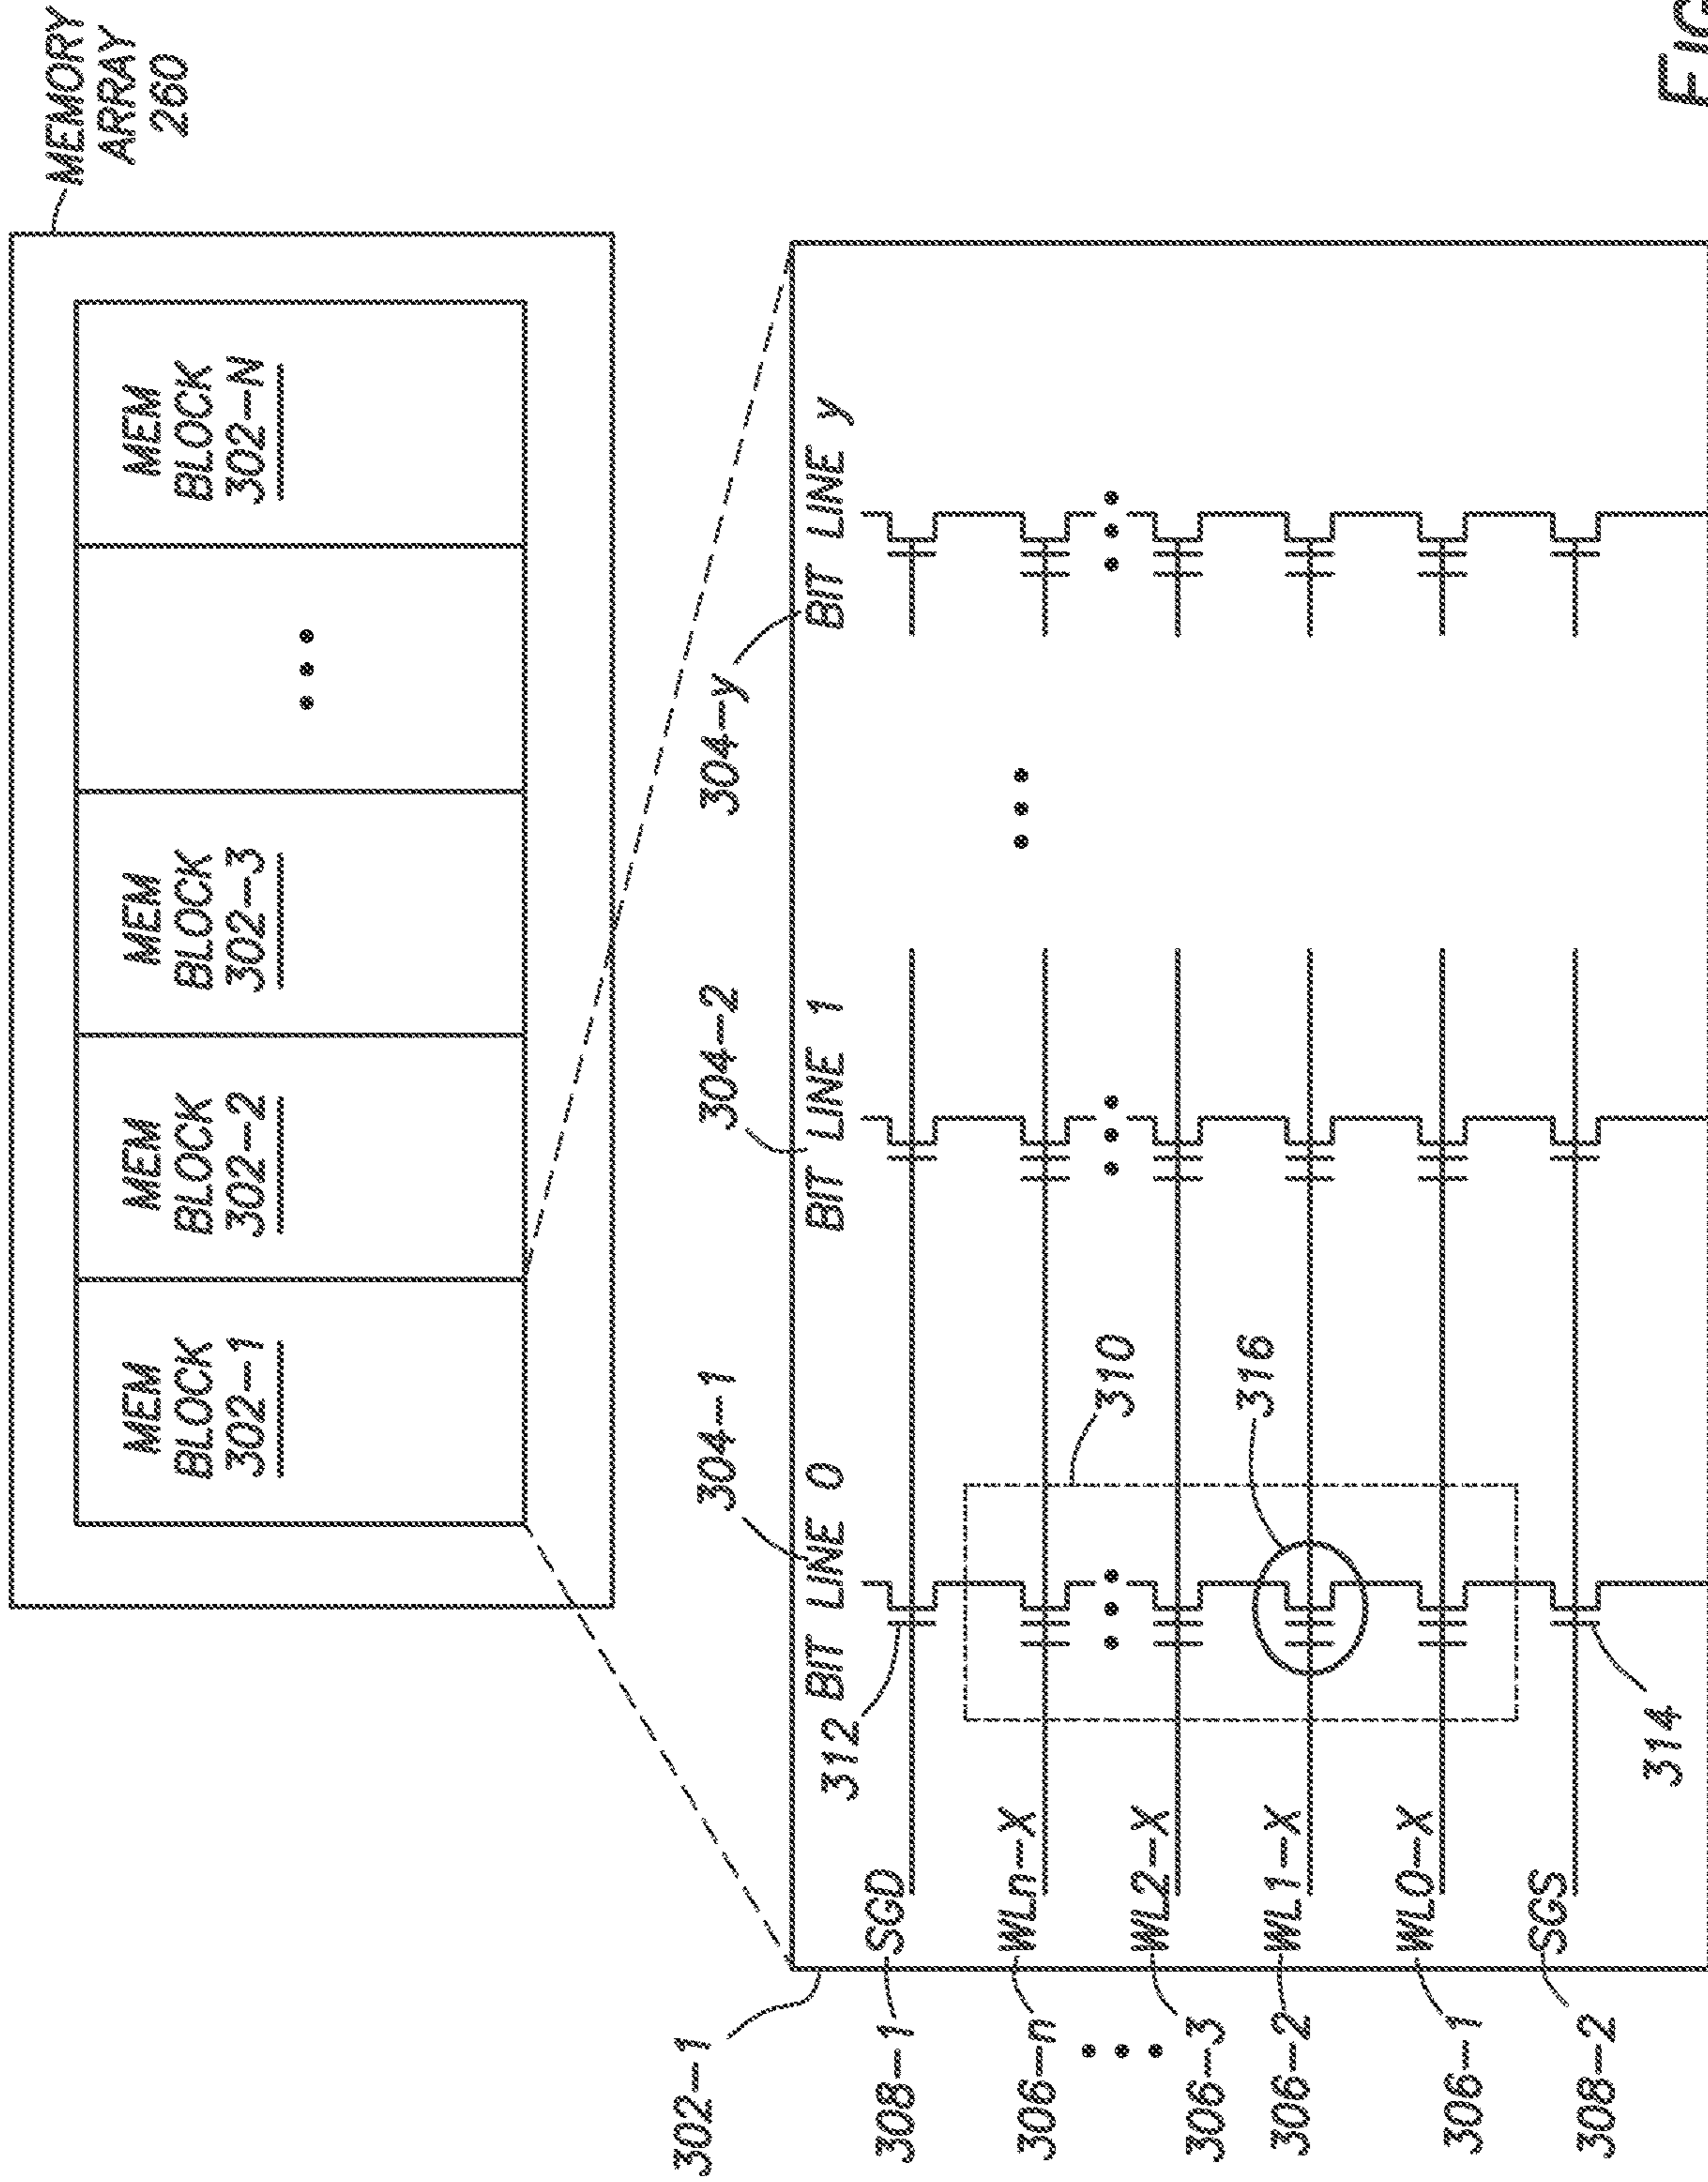 MEMORY
ARRAY
260
MEM
BLOCK
302-1
MEM
BLOCK
302-2
MEM
BLOCK
302-3
MEM
BLOCK
302-N
302-1
304-1
304-2
304-y
312
BIT LINE 0
BIT LINE 1
BIT LINE y
308-1
SGD
306-n
WLn-X
310
306-3
WL2-X
306-2
WL1-X
316
306-1
WL0-X
308-2
SGS
314
FIG